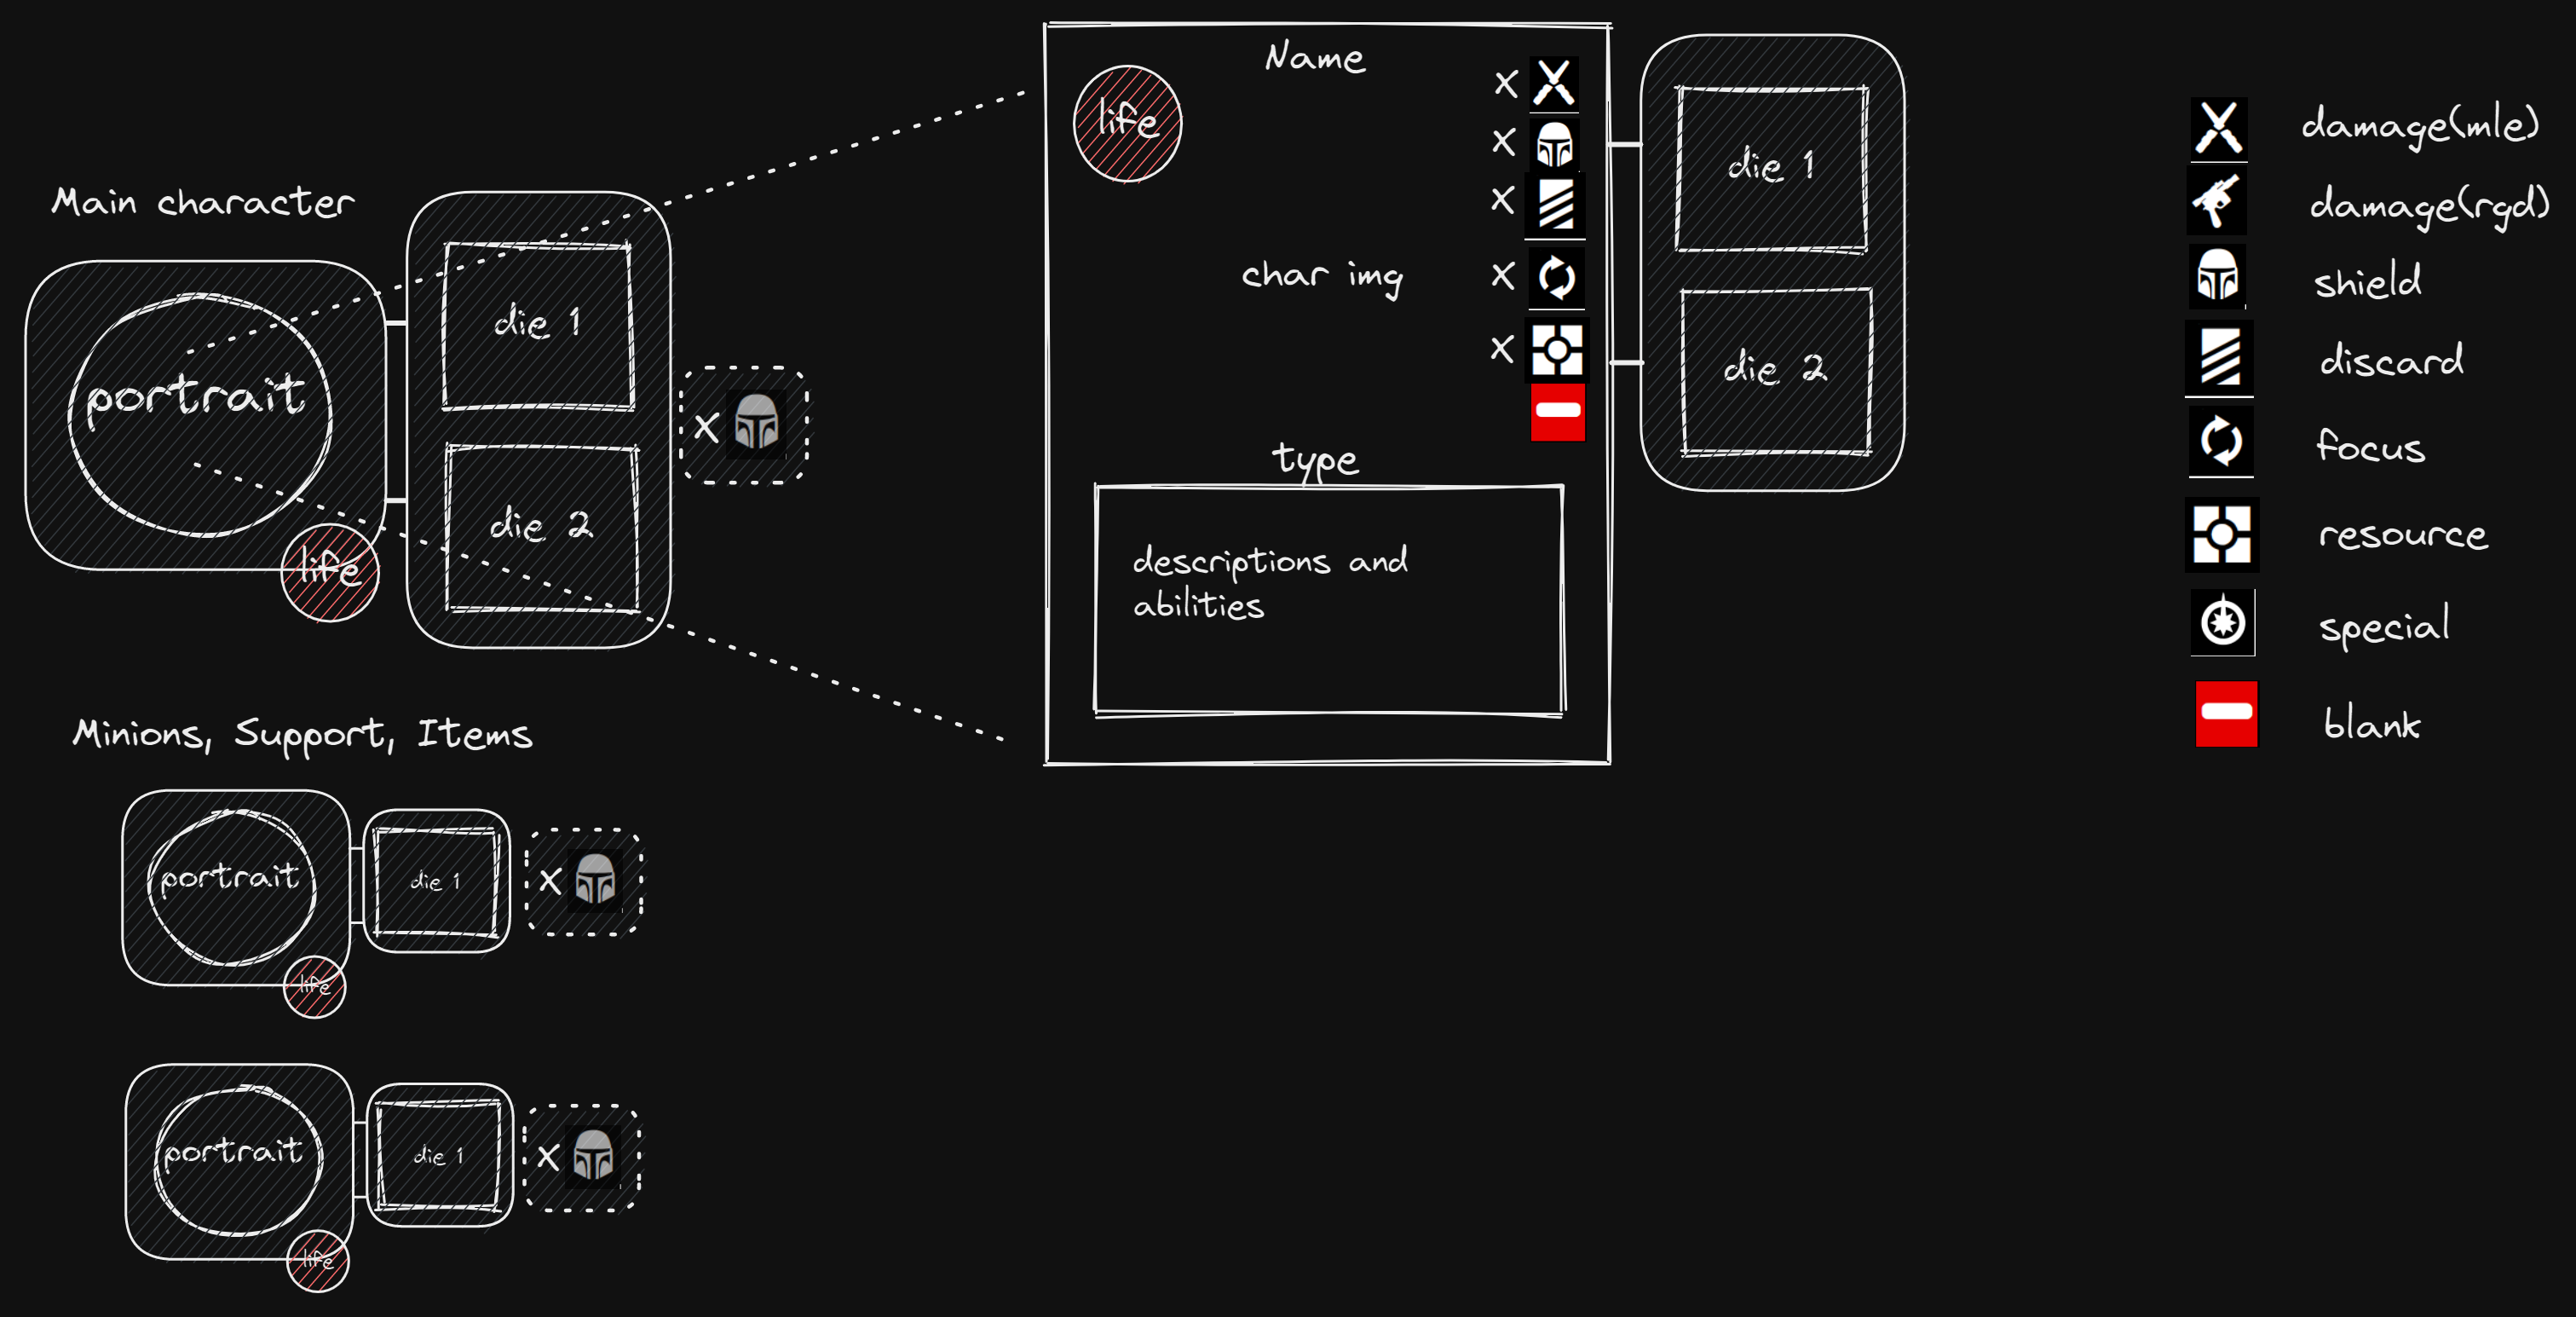 Main character
portrait
life
die 1
die 2
X
Minions, Support, Items
portrait
life
die 1
X
portrait
life
die 1
X
Name
life
X
X
X
X
X
char img
type
descriptions and
abilities
die 1
die 2
damage(mle)
damage(rgd)
shield
discard
focus
resource
special
blank